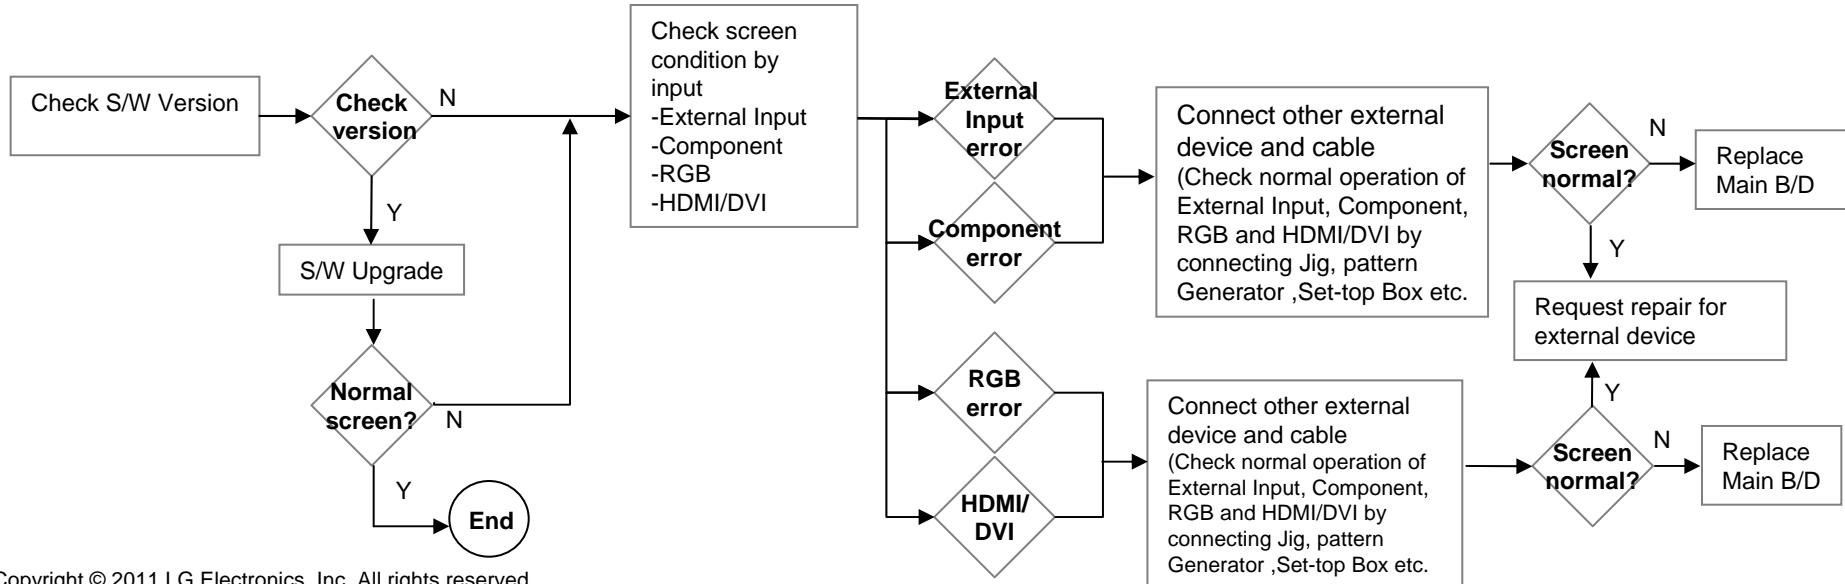 Check S/W Version
Check
version
N
Y
S/W Upgrade
Normal
screen?
N
Y
End
Check screen
condition by
input
-External Input
-Component
-RGB
-HDMI/DVI
External
Input
error
Component
error
RGB
error
HDMI/
DVI
Connect other external
device and cable
(Check normal operation of
External Input, Component,
RGB and HDMI/DVI by
connecting Jig, pattern
Generator ,Set-top Box etc.
Screen
normal?
N
Replace
Main B/D
Y
Request repair for
external device
Connect other external
device and cable
(Check normal operation of
External Input, Component,
RGB and HDMI/DVI by
connecting Jig, pattern
Generator ,Set-top Box etc.
Y
Screen
normal?
N
Replace
Main B/D
Copyright © 2011 LG Electronics. Inc. All rights reserved.